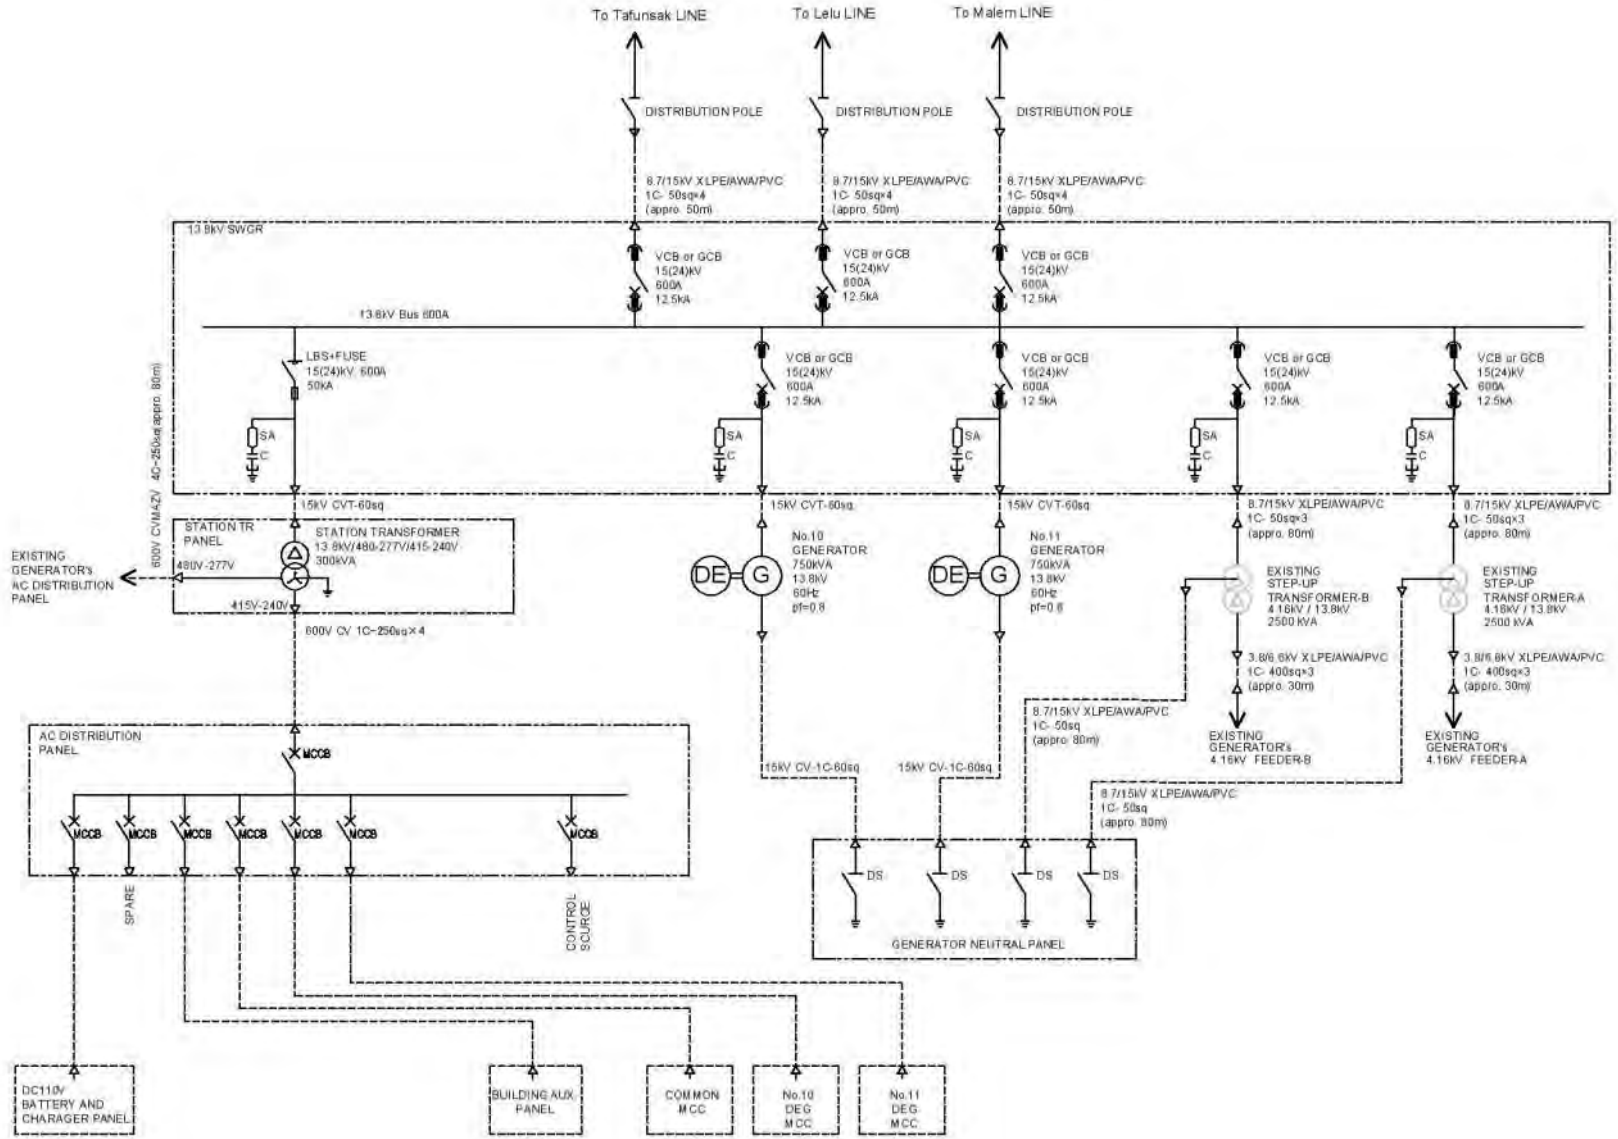 To Tafunsak LINE
To Lelu LINE
To Malem LINE
DISTRIBUTION POLE
DISTRIBUTION POLE
DISTRIBUTION POLE
8.7/15kV XLPE/AWA/PVC
1C- 50sq×4
(appro. 50m)
8.7/15kV XLPE/AWA/PVC
1C- 50sq×4
(appro. 50m)
8.7/15kV XLPE/AWA/PVC
1C- 50sq×4
(appro. 50m)
13.8kV SWGR
VCB or GCB
15(24)kV
600A
12.5kA
VCB or GCB
15(24)kV
600A
12.5kA
VCB or GCB
15(24)kV
600A
12.5kA
13.8kV Bus 600A
LBS+FUSE
15(24)kV, 600A
50kA
VCB or GCB
15(24)kV
600A
12.5kA
VCB or GCB
15(24)kV
600A
12.5kA
VCB or GCB
15(24)kV
600A
12.5kA
VCB or GCB
15(24)kV
600A
12.5kA
SA
C
SA
C
SA
C
SA
C
SA
C
600V CVMAZV 4C-250sq(appro. 80m)
15kV CVT-60sq
15kV CVT-60sq
15kV CVT-60sq
8.7/15kV XLPE/AWA/PVC
1C- 50sq×3
(appro. 80m)
8.7/15kV XLPE/AWA/PVC
1C- 50sq×3
(appro. 80m)
STATION TR
PANEL
STATION TRANSFORMER
13.8kV/480-277V/415-240V
300kVA
480V-277V
415V-240V
EXISTING
GENERATOR's
AC DISTRIBUTION
PANEL
DE
G
No.10
GENERATOR
750kVA
13.8kV
60Hz
pf=0.8
DE
G
No.11
GENERATOR
750kVA
13.8kV
60Hz
pf=0.8
EXISTING
STEP-UP
TRANSFORMER-B
4.16kV / 13.8kV
2500 kVA
EXISTING
STEP-UP
TRANSFORMER-A
4.16kV / 13.8kV
2500 kVA
600V CV 1C-250sq×4
3.8/6.6kV XLPE/AWA/PVC
1C- 400sq×3
(appro. 30m)
3.8/6.6kV XLPE/AWA/PVC
1C- 400sq×3
(appro. 30m)
8.7/15kV XLPE/AWA/PVC
1C- 50sq
(appro. 80m)
EXISTING
GENERATOR's
4.16kV FEEDER-B
EXISTING
GENERATOR's
4.16kV FEEDER-A
AC DISTRIBUTION
PANEL
MCCB
15kV CV-1C-60sq
15kV CV-1C-60sq
8.7/15kV XLPE/AWA/PVC
1C- 50sq
(appro. 80m)
MCCB
MCCB
MCCB
MCCB
MCCB
MCCB
MCCB
SPARE
CONTROL
SOURCE
DS
DS
DS
DS
GENERATOR NEUTRAL PANEL
DC110V
BATTERY AND
CHARAGER PANEL
BUILDING AUX.
PANEL
COMMON
MCC
No.10
DEG
MCC
No.11
DEG
MCC